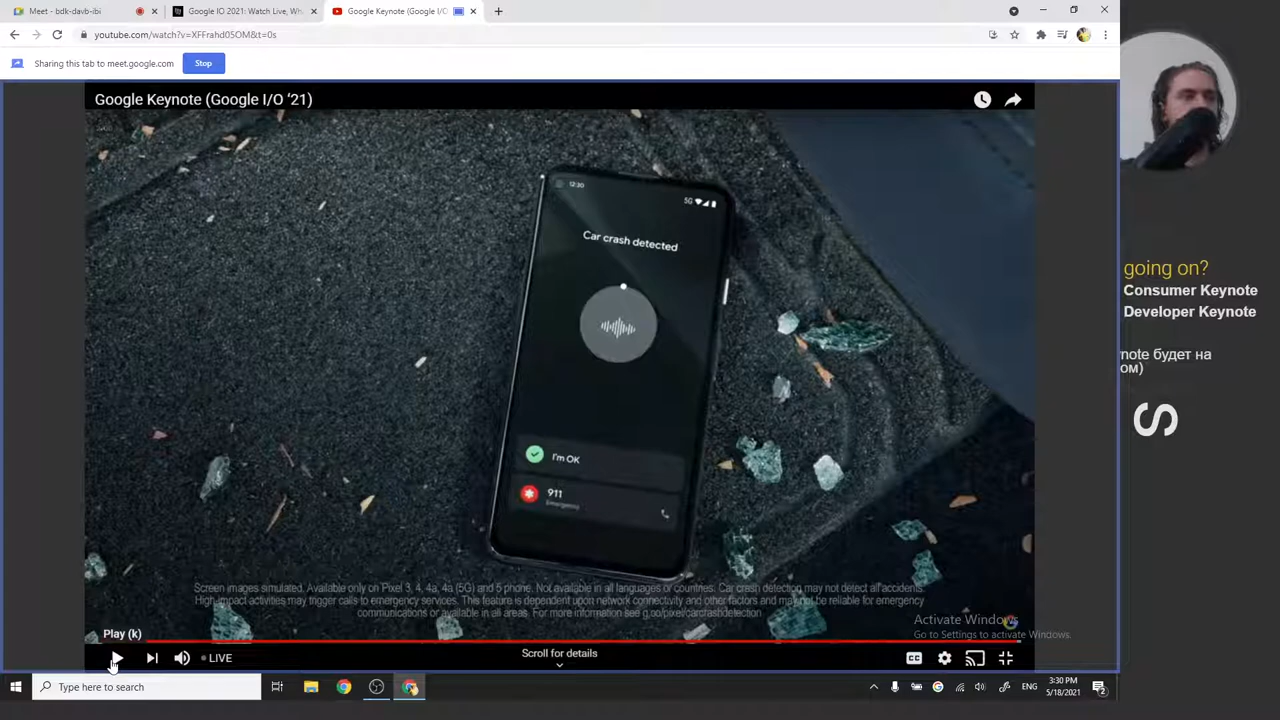 Meet - bdk-davb-ibi
Google IO 2021: Watch Live, Wh
Google Keynote (Google I/O
youtube.com/watch?v=XFFrahd05OM&t=0s
Sharing this tab to meet.google.com
Stop
Google Keynote (Google I/O '21)
12:30
5G
Car crash detected
I'm OK
911
Emergency
going on?
Consumer Keynote
Developer Keynote
note будет на
ом)
S
Screen images simulated. Available only on Pixel 3, 4, 4a, 4a (5G) and 5 phone. Not available in all languages or countries. Car crash detection may not detect all accidents.
High-impact activities may trigger calls to emergency services. This feature is dependent upon network connectivity and other factors and may not be reliable for emergency
communications or available in all areas. For more information see g.co/pixel/carcrashdetection
Activate Windows
Go to Settings to activate Windows.
Play (k)
LIVE
Scroll for details
CC
Type here to search
ENG
3:30 PM
5/18/2021
2